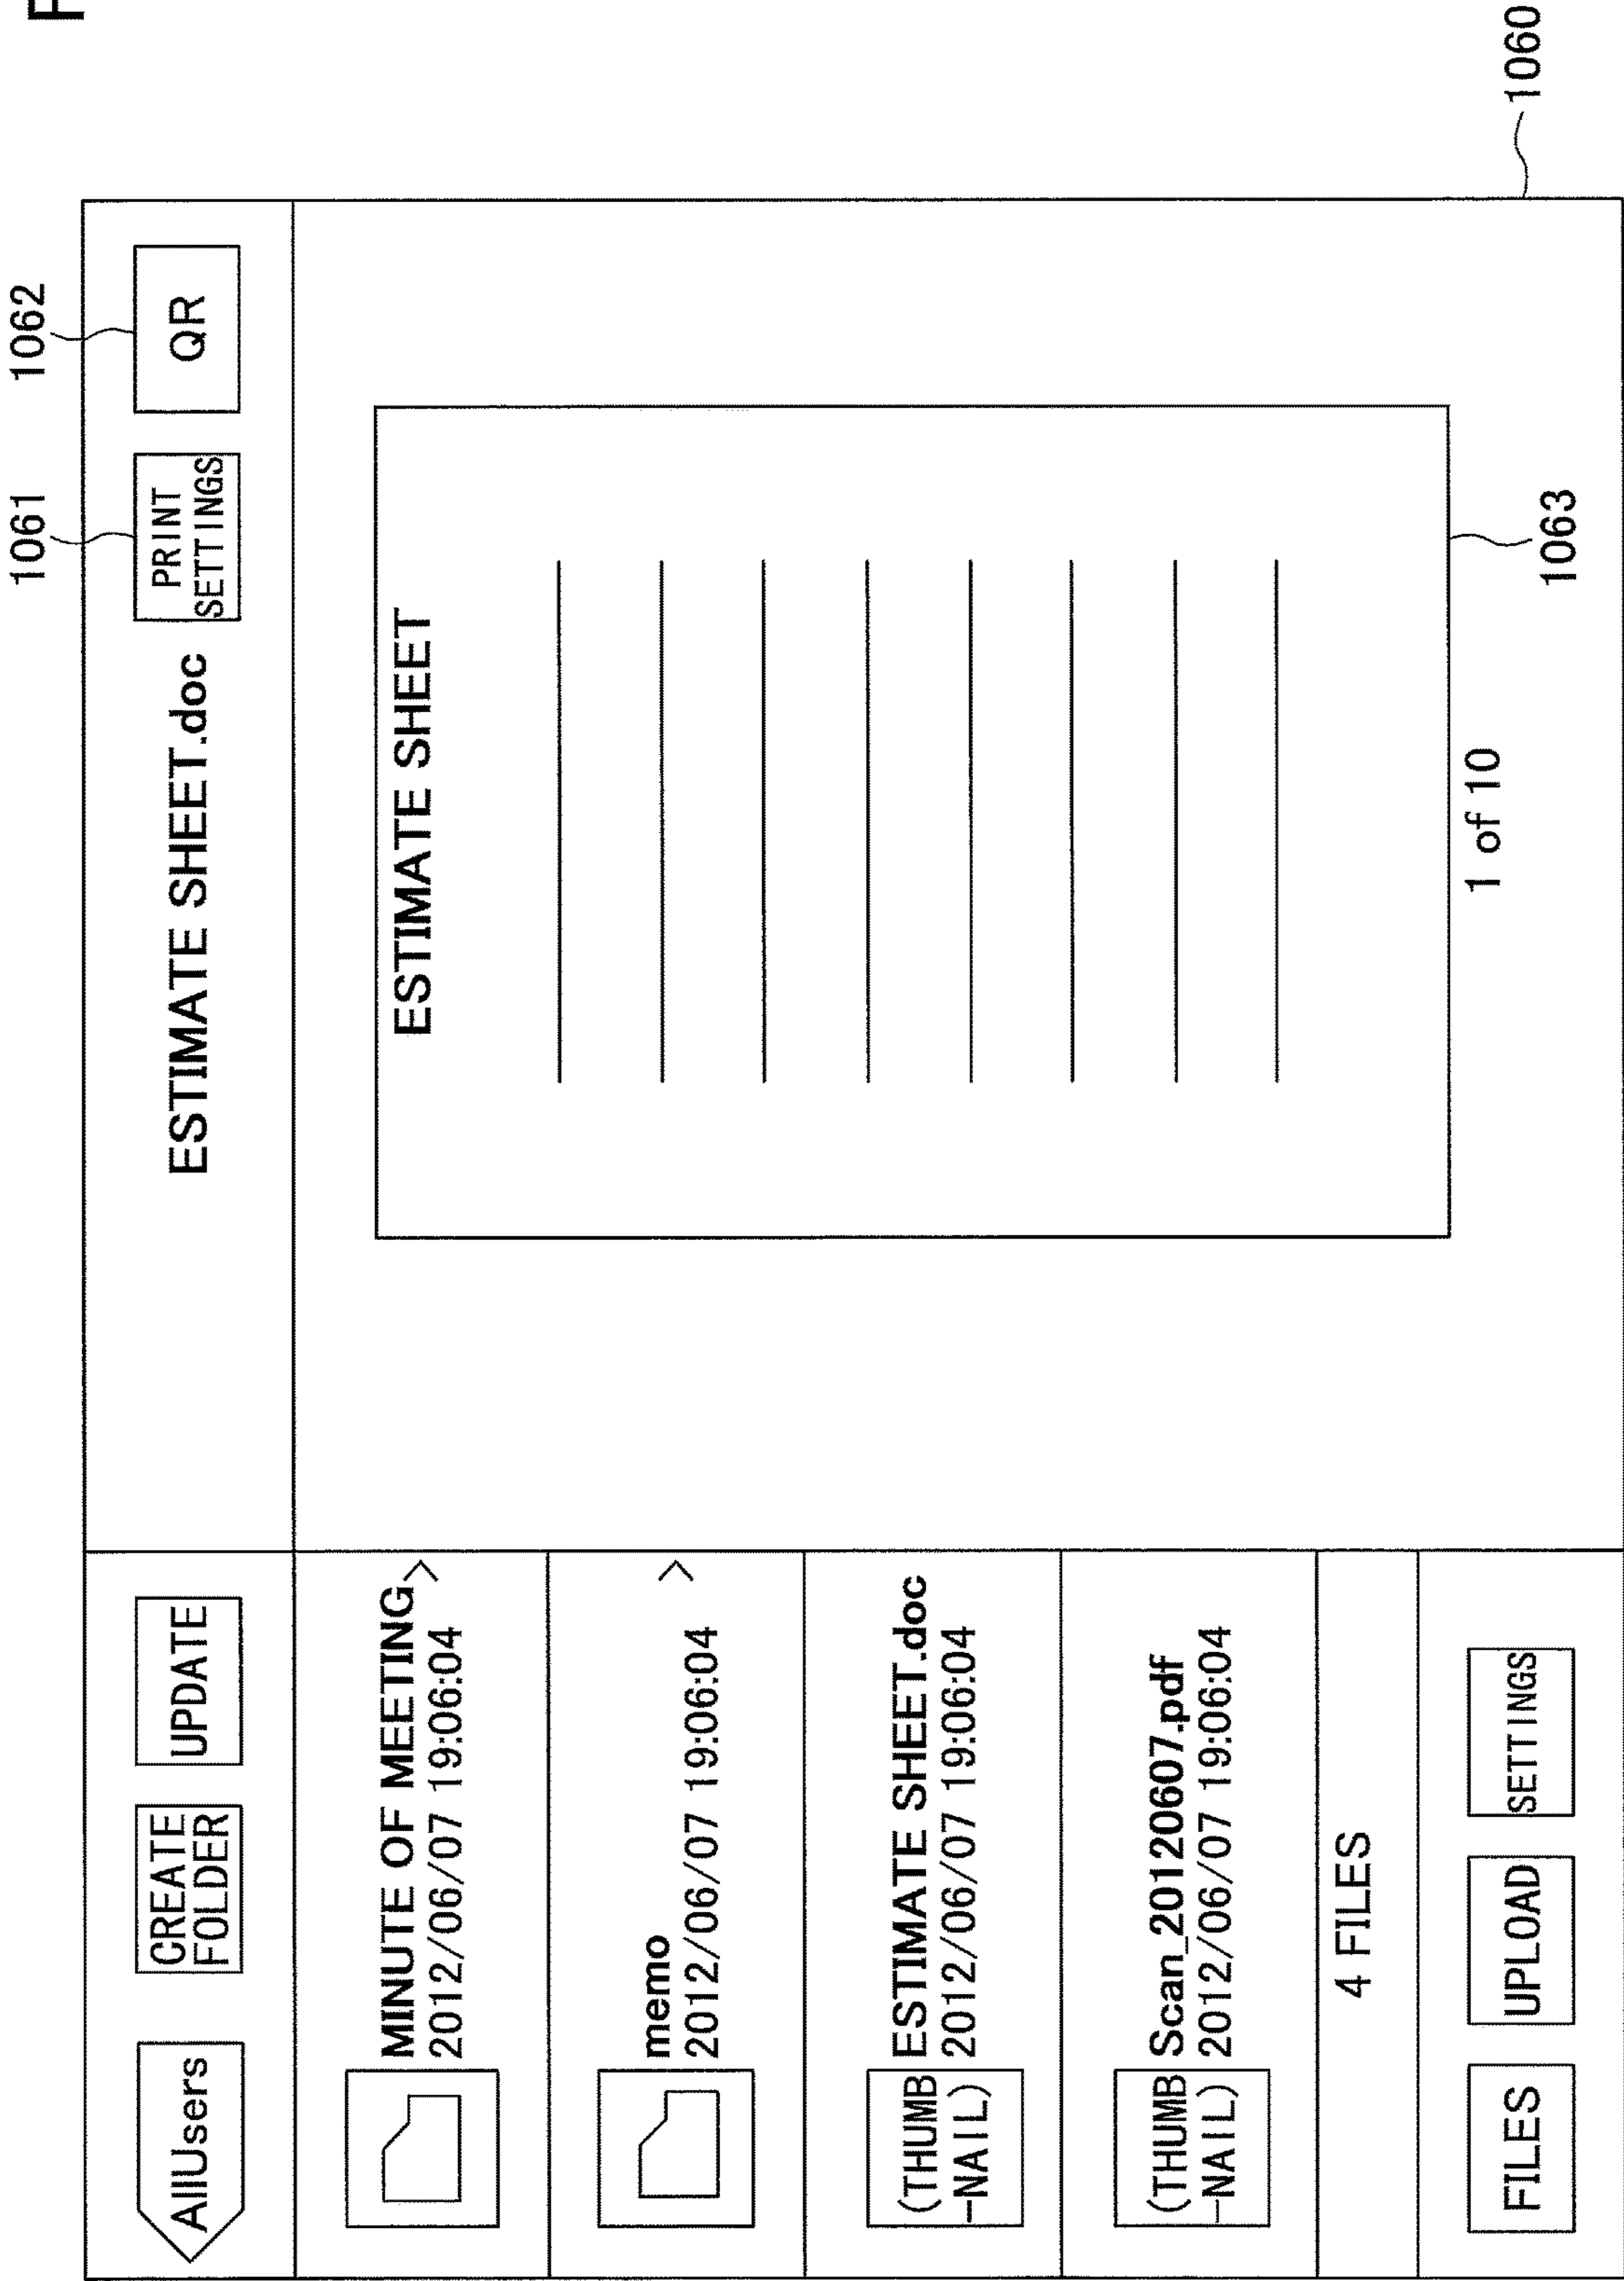 F
1062
1061
AllUsers
CREATE
FOLDER
UPDATE
ESTIMATE SHEET.doc
PRINT
SETTINGS
QR
MINUTE OF MEETING >
2012/06/07 19:06:04
memo
2012/06/07 19:06:04 >
(THUMB
-NAIL)
ESTIMATE SHEET.doc
2012/06/07 19:06:04
(THUMB
-NAIL)
Scan_20120607.pdf
2012/06/07 19:06:04
4 FILES
FILES
UPLOAD
SETTINGS
ESTIMATE SHEET
1 of 10
1063
1060